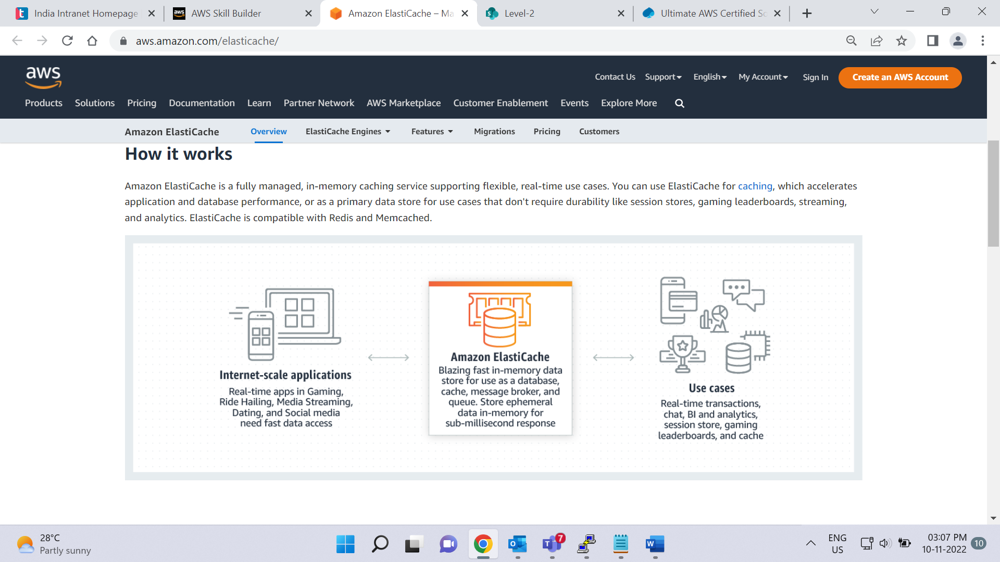 India Intranet Homepage
AWS Skill Builder
Amazon ElastiCache – Ma
Level-2
Ultimate AWS Certified So
aws.amazon.com/elasticache/
aws
Contact Us Support English My Account Sign In Create an AWS Account
Products Solutions Pricing Documentation Learn Partner Network AWS Marketplace Customer Enablement Events Explore More
Amazon ElastiCache Overview ElastiCache Engines Features Migrations Pricing Customers
How it works
Amazon ElastiCache is a fully managed, in-memory caching service supporting flexible, real-time use cases. You can use ElastiCache for caching, which accelerates
application and database performance, or as a primary data store for use cases that don't require durability like session stores, gaming leaderboards, streaming,
and analytics. ElastiCache is compatible with Redis and Memcached.
Internet-scale applications
Real-time apps in Gaming,
Ride Hailing, Media Streaming,
Dating, and Social media
need fast data access
Amazon ElastiCache
Blazing fast in-memory data
store for use as a database,
cache, message broker, and
queue. Store ephemeral
data in-memory for
sub-millisecond response
Use cases
Real-time transactions,
chat, BI and analytics,
session store, gaming
leaderboards, and cache
28°C
Partly sunny
7
ENG
US
03:07 PM
10-11-2022
10